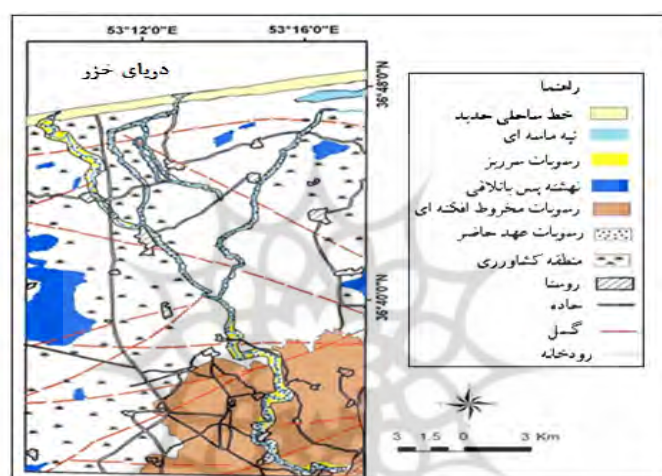 53°12'0"E 53°16'0"E
دریای خزر
36°48'0"N
36°40'0"N
راهنما
خط ساحلی جدید
تپه ماسه ای
رسوبات سرریز
نهشته پس باتلاقی
رسوبات مخروط افکنه ای
رسوبات عهد حاضر
منطقه کشاورزی
روستا
جاده
گسل
رودخانه
3 1.5 0 3 Km